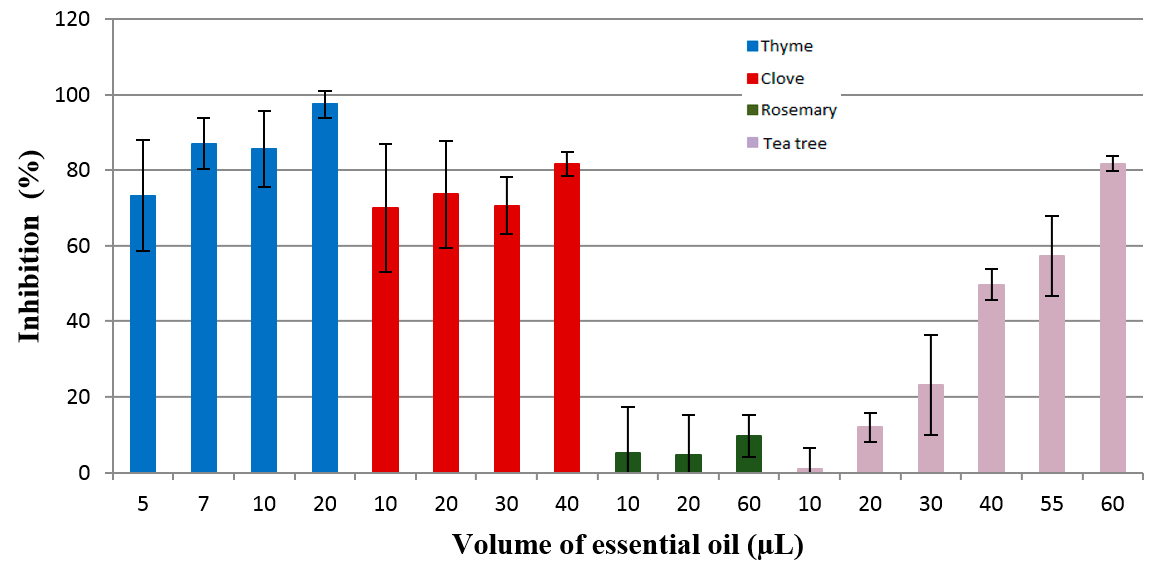 120
100
80
60
40
20
0
Inhibition (%)
Thyme
Clove
Rosemary
Tea tree
5 7 10 20 10 20 30 40 10 20 60 10 20 30 40 55 60
Volume of essential oil (µL)